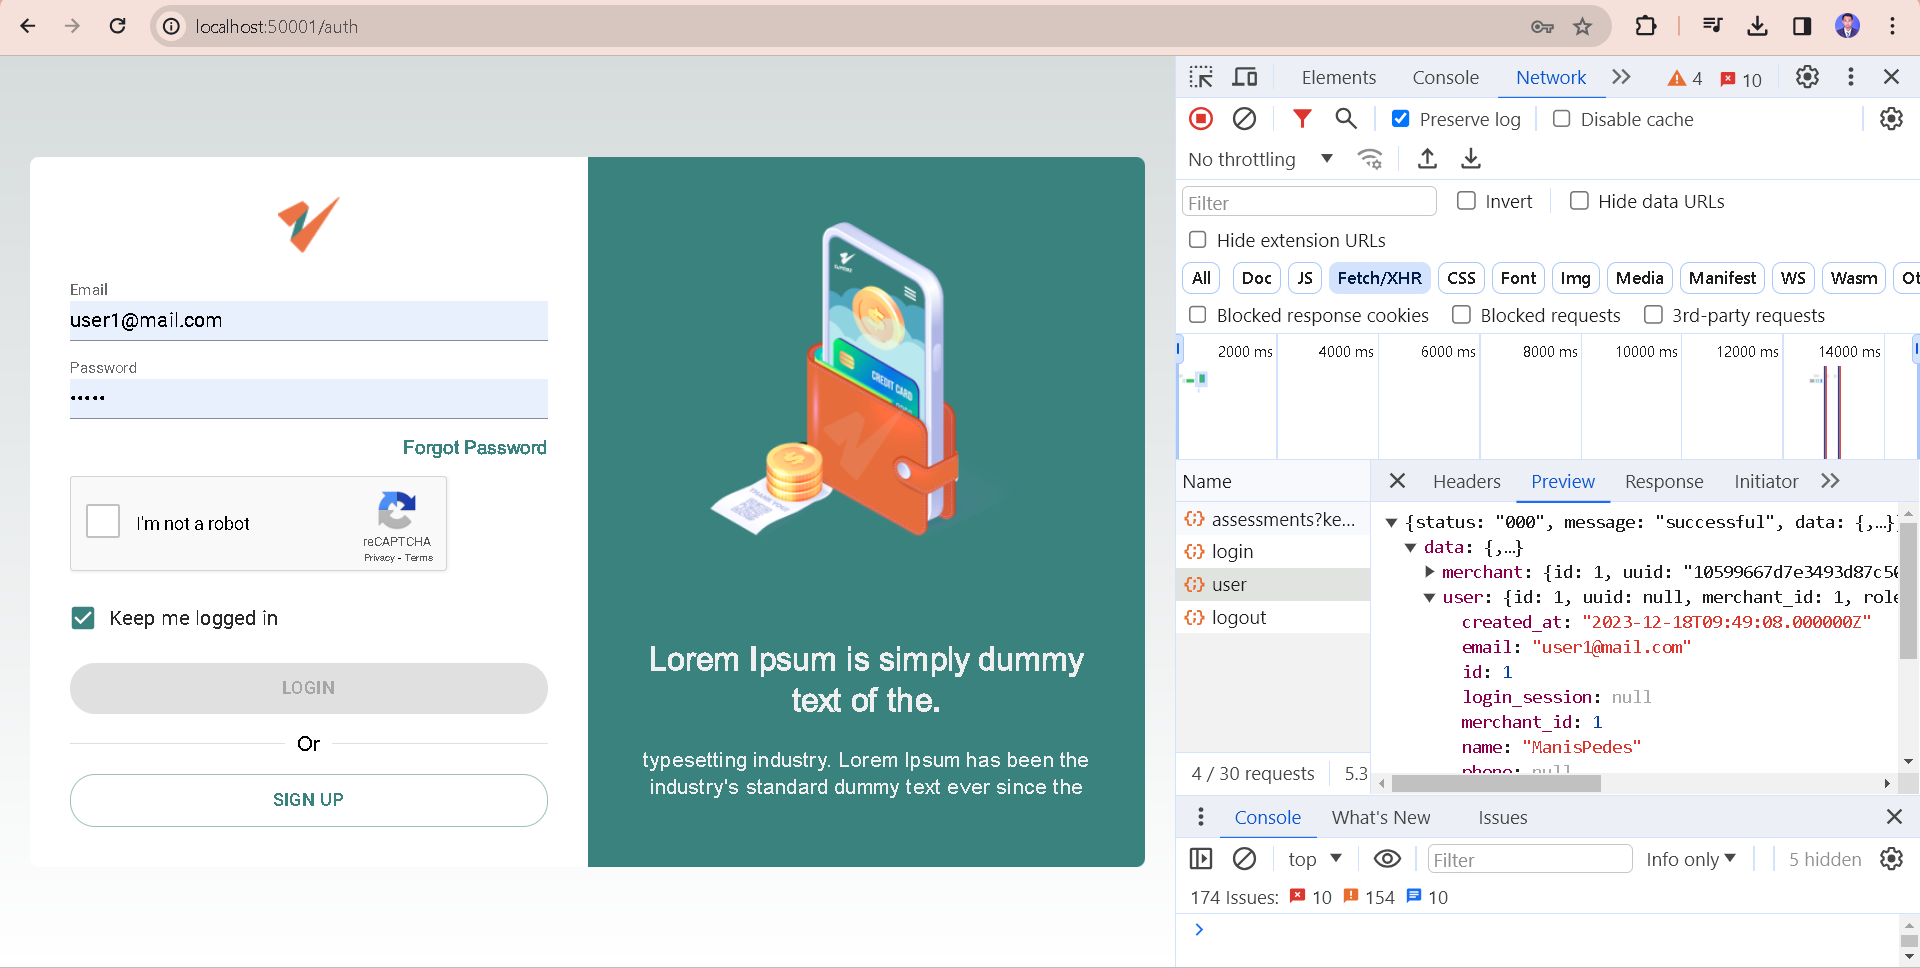 localhost:50001/auth
Email
user1@mail.com
Password
•••••
Forgot Password
I'm not a robot
reCAPTCHA
Privacy - Terms
Keep me logged in
LOGIN
Or
SIGN UP
CREDIT CARD
THANK YOU
Lorem Ipsum is simply dummy
text of the.
typesetting industry. Lorem Ipsum has been the
industry's standard dummy text ever since the
Elements Console Network 4 10
Preserve log Disable cache
No throttling
Filter Invert Hide data URLs
Hide extension URLs
All Doc JS Fetch/XHR CSS Font Img Media Manifest WS Wasm Ot
Blocked response cookies Blocked requests 3rd-party requests
2000 ms 4000 ms 6000 ms 8000 ms 10000 ms 12000 ms 14000 ms
Name
assessments?ke...
login
user
logout
4 / 30 requests 5.3
Headers Preview Response Initiator
{status: "000", message: "successful", data: {,…}
data: {,…}
merchant: {id: 1, uuid: "10599667d7e3493d87c50
user: {id: 1, uuid: null, merchant_id: 1, role
created_at: "2023-12-18T09:49:08.000000Z"
email: "user1@mail.com"
id: 1
login_session: null
merchant_id: 1
name: "ManisPedes"
phone: null
Console What's New Issues
top Filter Info only 5 hidden
174 Issues: 10 154 10